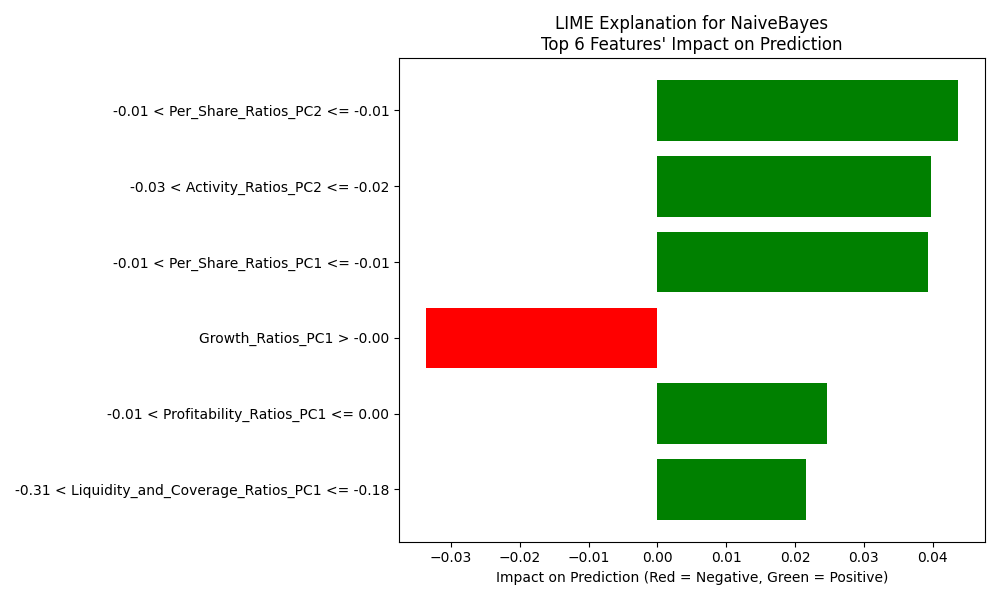 LIME Explanation for NaiveBayes
Top 6 Features' Impact on Prediction
-0.01 < Per_Share_Ratios_PC2 <= -0.01
-0.03 < Activity_Ratios_PC2 <= -0.02
-0.01 < Per_Share_Ratios_PC1 <= -0.01
Growth_Ratios_PC1 > -0.00
-0.01 < Profitability_Ratios_PC1 <= 0.00
-0.31 < Liquidity_and_Coverage_Ratios_PC1 <= -0.18
−0.03 −0.02 −0.01 0.00 0.01 0.02 0.03 0.04
Impact on Prediction (Red = Negative, Green = Positive)